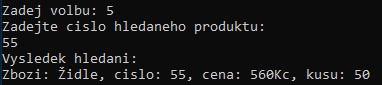 Zadej volbu: 5
Zadejte cislo hledaneho produktu:
55
Vysledek hledani:
Zbozi: Židle, cislo: 55, cena: 560Kc, kusu: 50